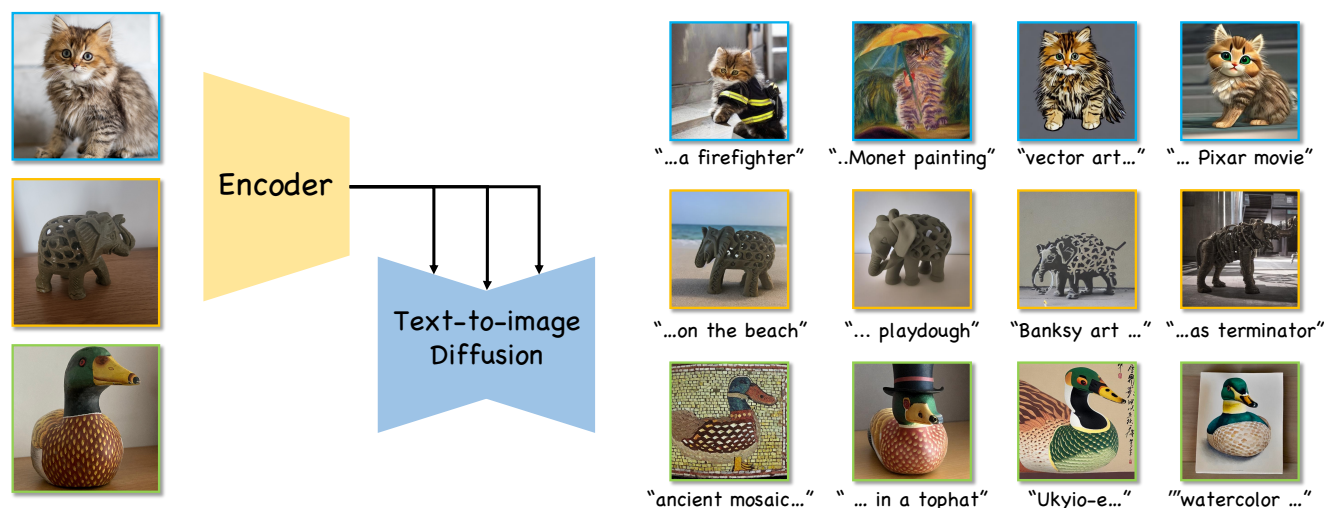 Encoder
Text-to-image
Diffusion
“...a firefighter”
“..Monet painting”
“vector art...”
“... Pixar movie”
“...on the beach”
“... playdough”
“Banksy art ...”
“...as terminator”
“ancient mosaic...”
“ ... in a tophat”
“Ukyio-e...”
“”watercolor ...”